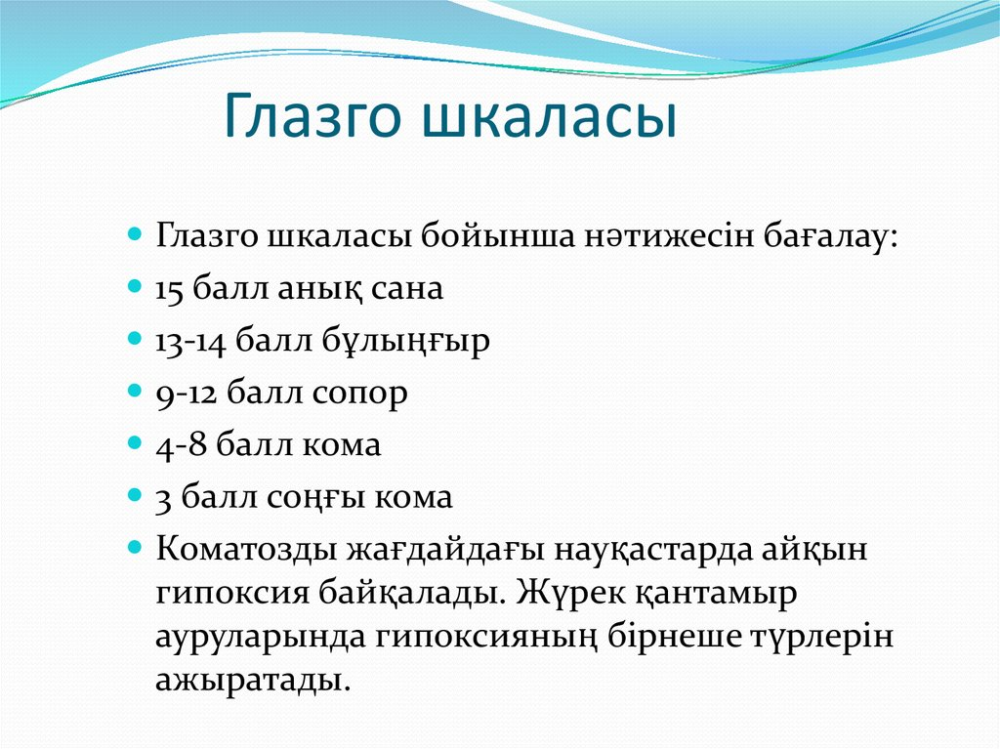 Глазго шкаласы
Глазго шкаласы бойынша нәтижесін бағалау:
15 балл анық сана
13-14 балл бұлыңғыр
9-12 балл сопор
4-8 балл кома
3 балл соңғы кома
Коматозды жағдайдағы науқастарда айқын
гипоксия байқалады. Жүрек қантамыр
ауруларында гипоксияның бірнеше түрлерін
ажыратады.